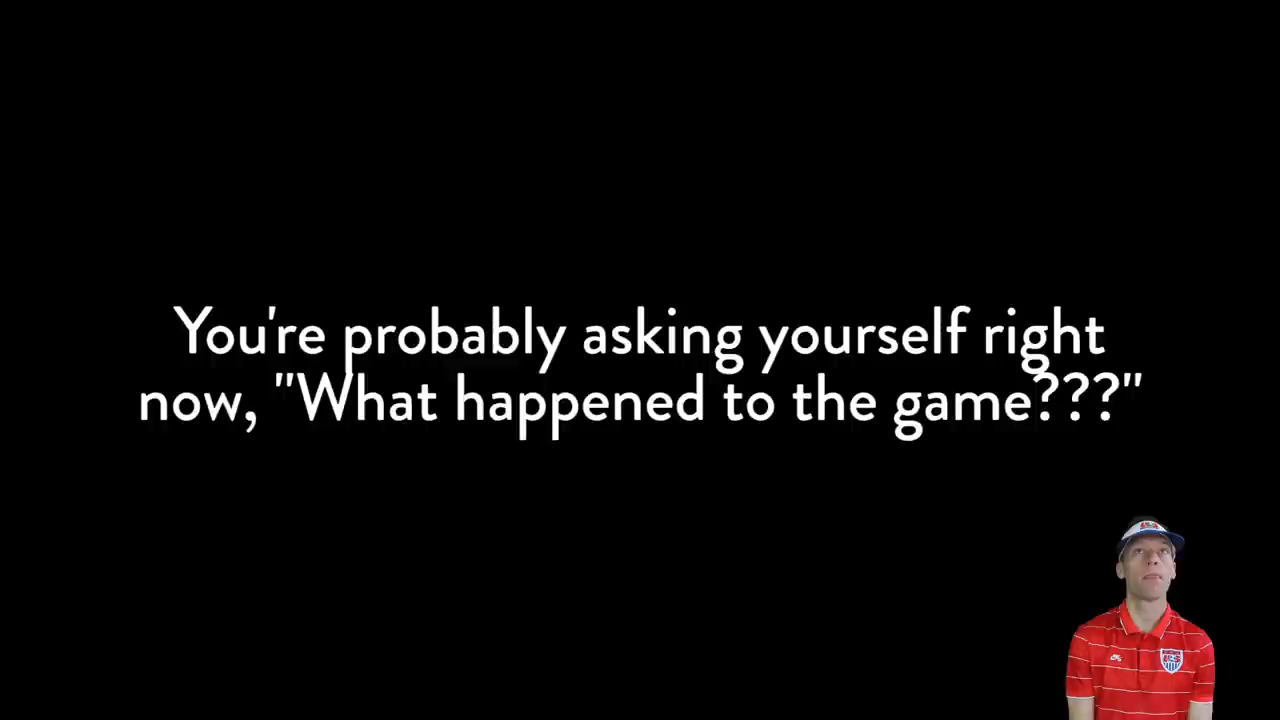 You're probably asking yourself right
now, "What happened to the game???"